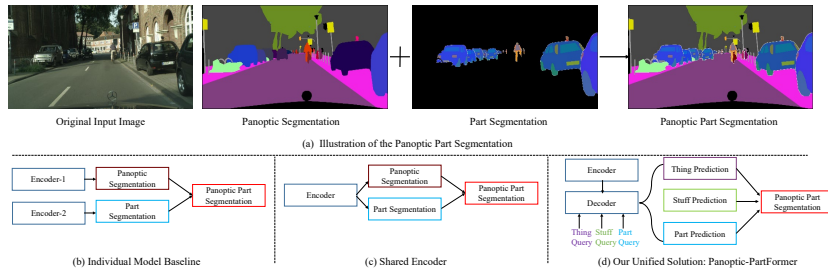 Original Input Image
Panoptic Segmentation
Part Segmentation
Panoptic Part Segmentation
(a) Illustration of the Panoptic Part Segmentation
Encoder-1
Panoptic
Segmentation
Encoder-2
Part
Segmentation
Panoptic Part
Segmentation
(b) Individual Model Baseline
Encoder
Panoptic
Segmentation
Part Segmentation
Panoptic Part
Segmentation
(c) Shared Encoder
Encoder
Decoder
Thing Stuff Part
Query Query Query
Thing Prediction
Stuff Prediction
Part Prediction
Panoptic Part
Segmentation
(d) Our Unified Solution: Panoptic-PartFormer